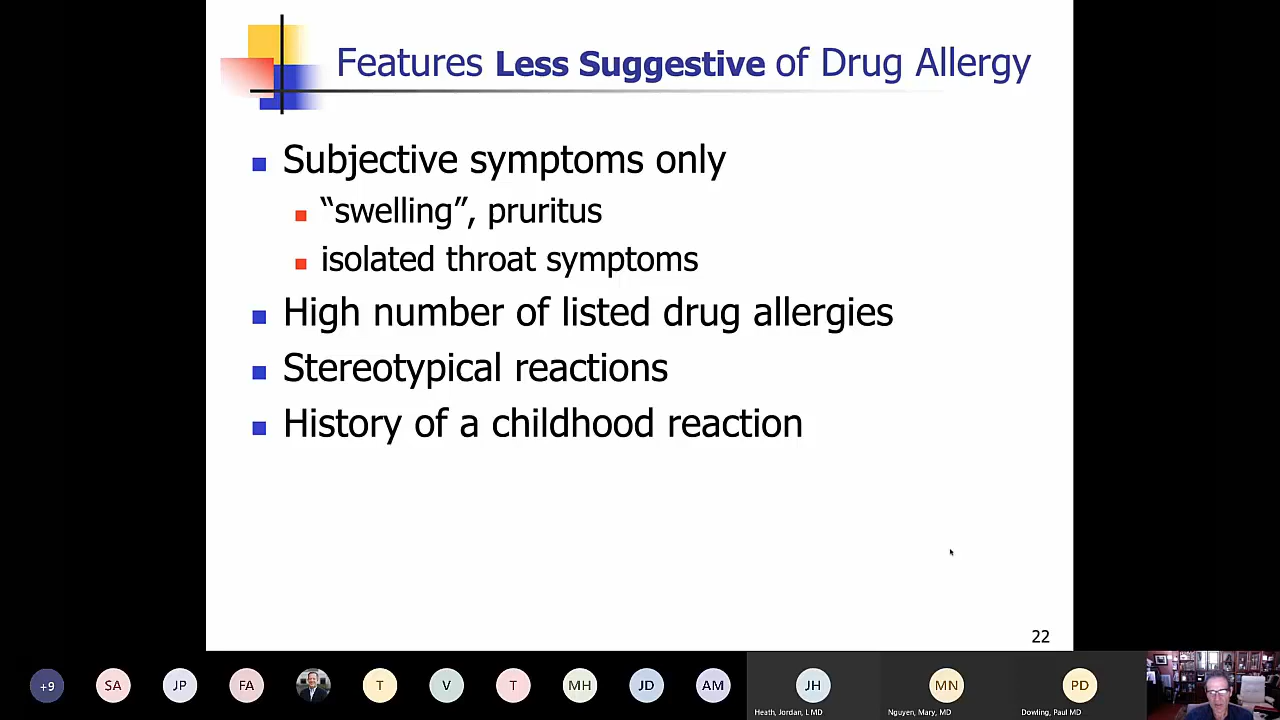 Features Less Suggestive of Drug Allergy
Subjective symptoms only
“swelling”, pruritus
isolated throat symptoms
High number of listed drug allergies
Stereotypical reactions
History of a childhood reaction
22
+9
SA
JP
FA
T
V
T
MH
JD
AM
JH
MN
PD
Heath, Jordan, L MD
Nguyen, Mary, MD
Dowling, Paul MD